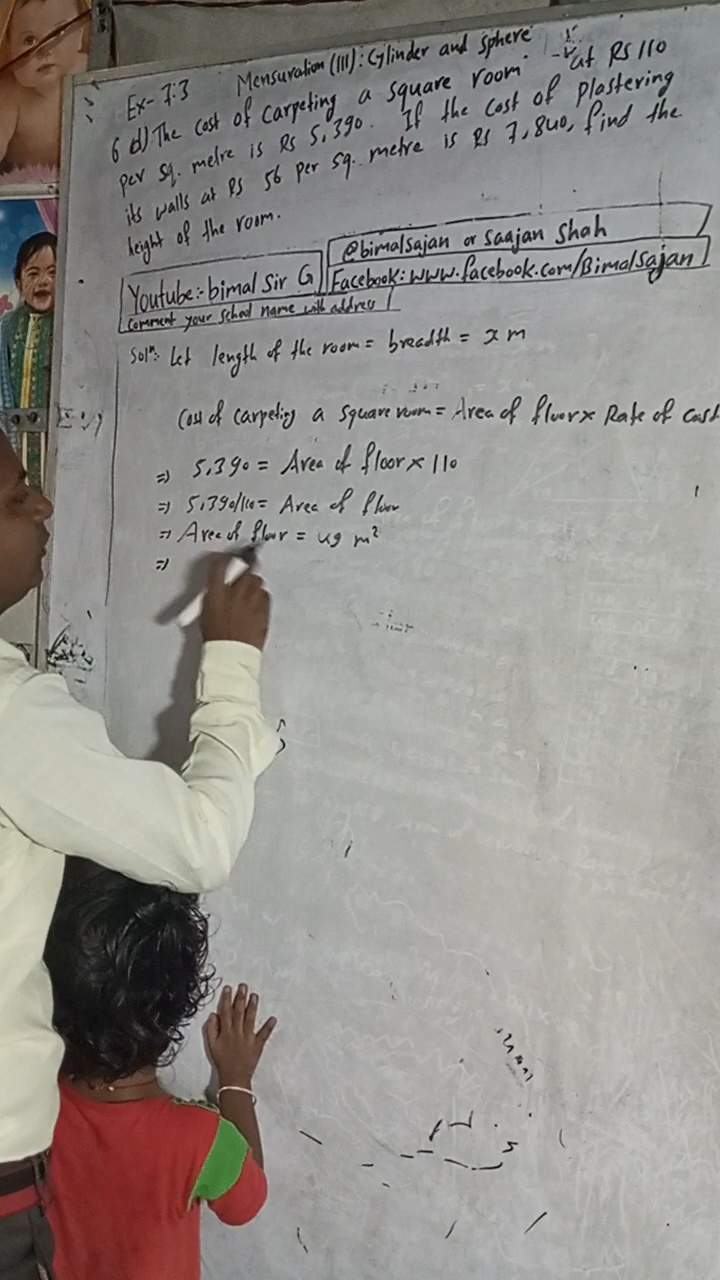 Ex- 7.3 Mensuration (III): Cylinder and Sphere
6 d) The cost of Carpeting a square room at RS 110
per sq. metre is Rs 5,390. If the cost of plastering
its walls at RS 56 per sq. metre is RS 7,840, find the
height of the room.
Youtube:- bimal Sir G
@bimalsajan or Saajan Shah
Facebook: www.facebook.com/Bimalsajan
comment your school name with address
Solⁿ: Let length of the room = breadth = x m
Cost of Carpeting a square room = Area of floor × Rate of Cost
=> 5,390 = Area of floor × 110
=> 5,390/110 = Area of floor
=> Area of floor = 49 m²
=>